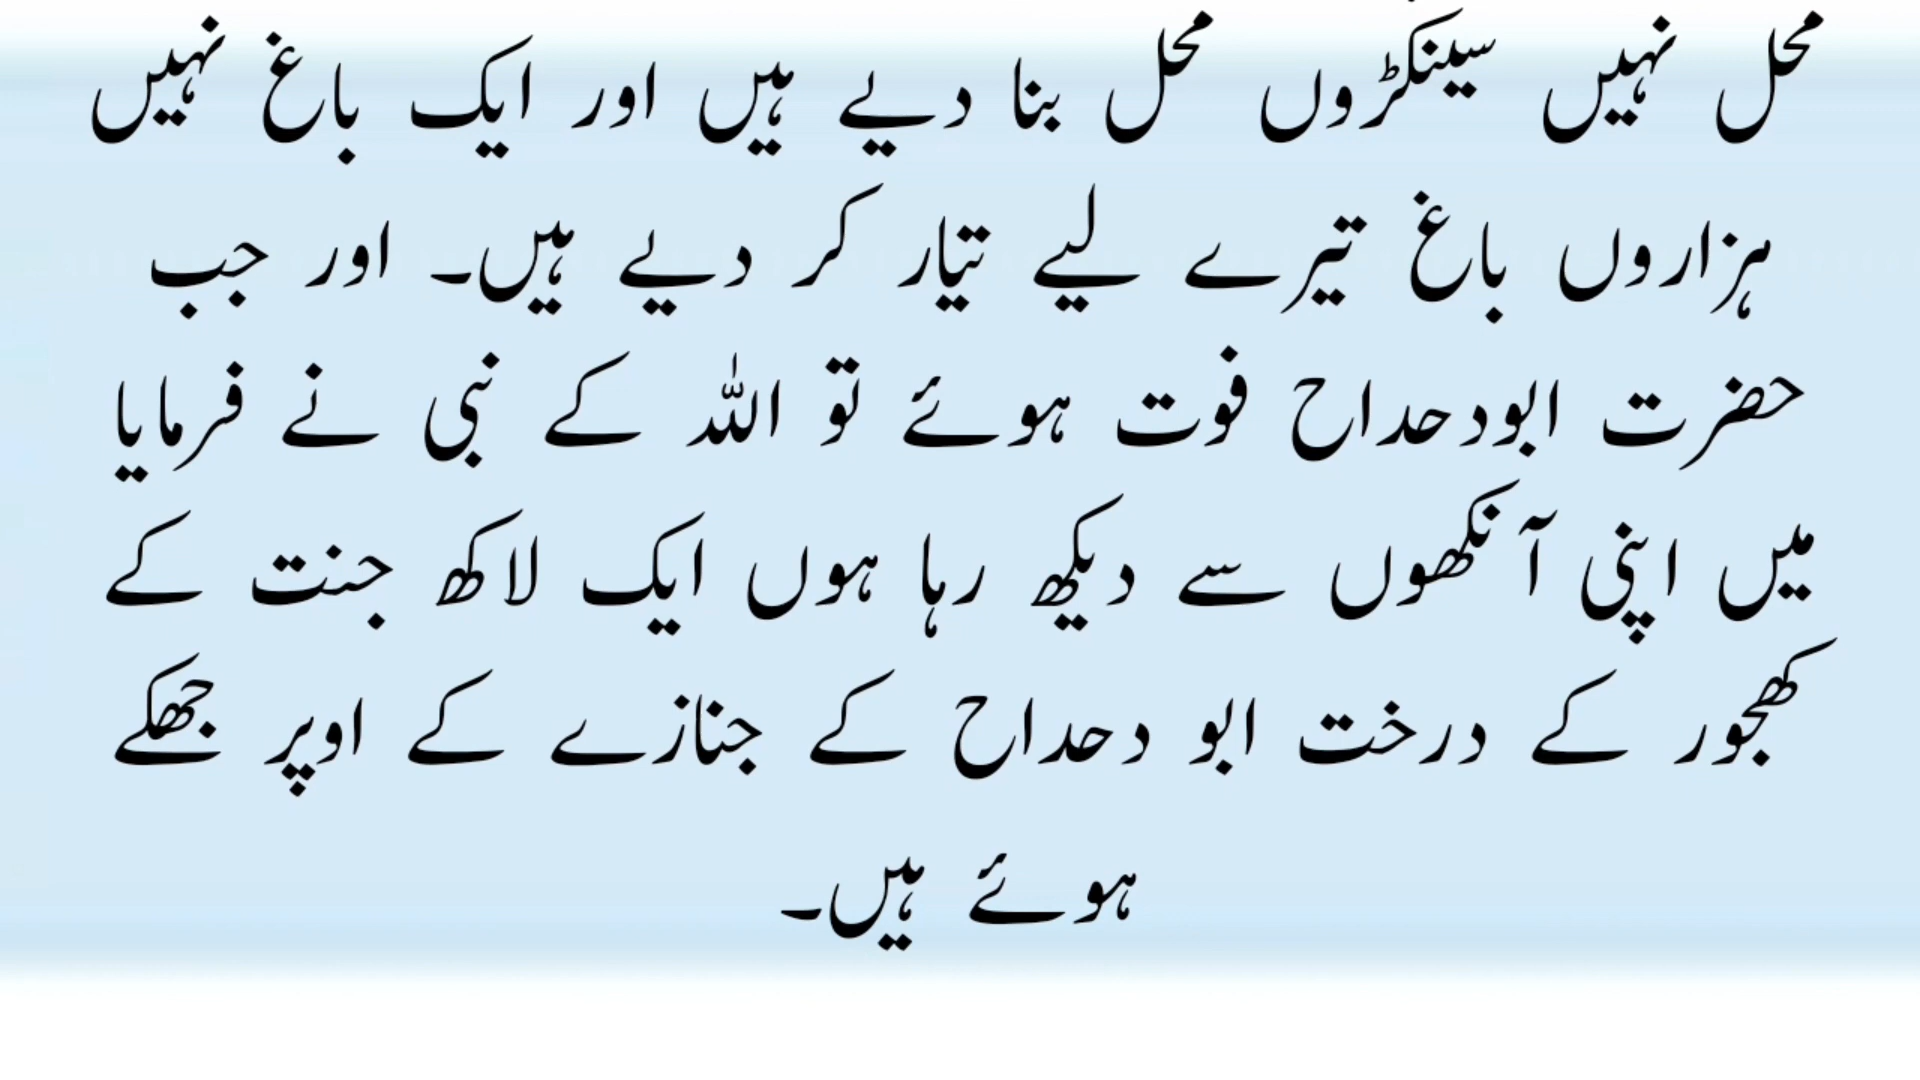 محل نہیں سینکڑوں محل بنا دیے ہیں اور ایک باغ نہیں
ہزاروں باغ تیرے لیے تیار کر دیے ہیں۔ اور جب
حضرت ابودحداح فوت ہوئے تو اللہ کے نبی نے فرمایا
میں اپنی آنکھوں سے دیکھ رہا ہوں ایک لاکھ جنت کے
کھجور کے درخت ابو دحداح کے جنازے کے اوپر جھکے
ہوئے ہیں۔